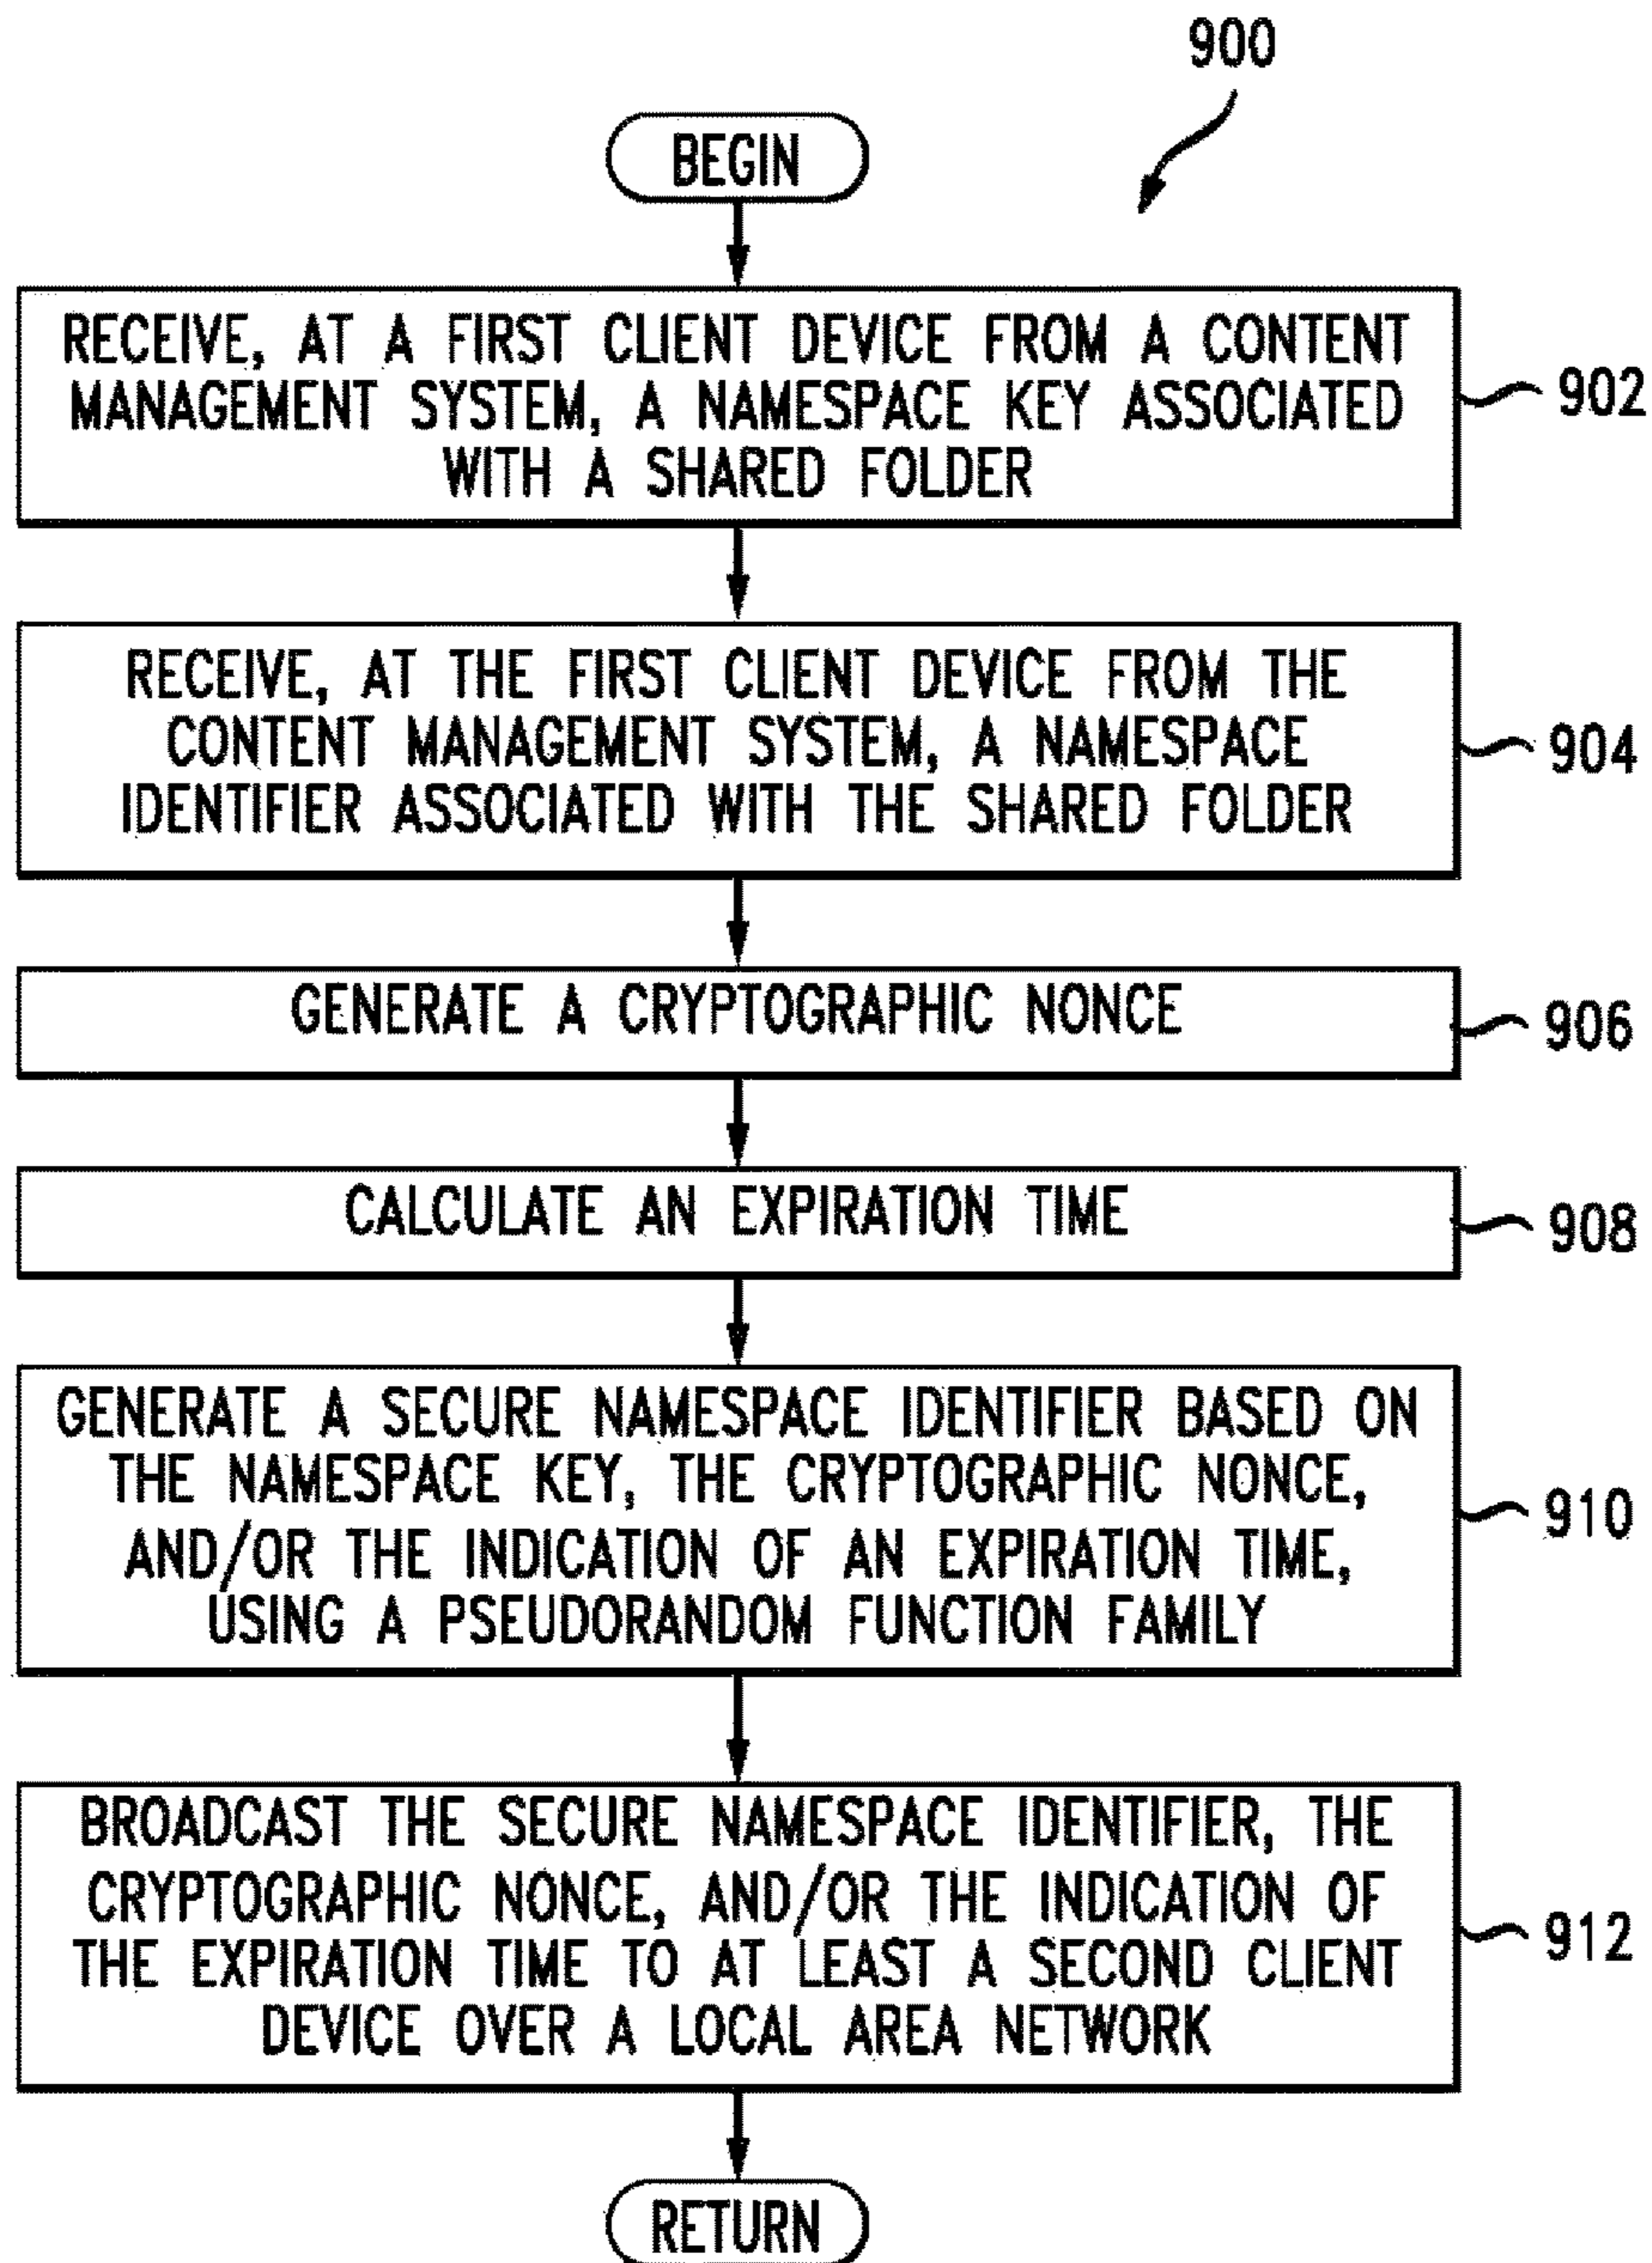 900
BEGIN
RECEIVE, AT A FIRST CLIENT DEVICE FROM A CONTENT
MANAGEMENT SYSTEM, A NAMESPACE KEY ASSOCIATED
WITH A SHARED FOLDER
902
RECEIVE, AT THE FIRST CLIENT DEVICE FROM THE
CONTENT MANAGEMENT SYSTEM, A NAMESPACE
IDENTIFIER ASSOCIATED WITH THE SHARED FOLDER
904
GENERATE A CRYPTOGRAPHIC NONCE
906
CALCULATE AN EXPIRATION TIME
908
GENERATE A SECURE NAMESPACE IDENTIFIER BASED ON
THE NAMESPACE KEY, THE CRYPTOGRAPHIC NONCE,
AND/OR THE INDICATION OF AN EXPIRATION TIME,
USING A PSEUDORANDOM FUNCTION FAMILY
910
BROADCAST THE SECURE NAMESPACE IDENTIFIER, THE
CRYPTOGRAPHIC NONCE, AND/OR THE INDICATION OF
THE EXPIRATION TIME TO AT LEAST A SECOND CLIENT
DEVICE OVER A LOCAL AREA NETWORK
912
RETURN